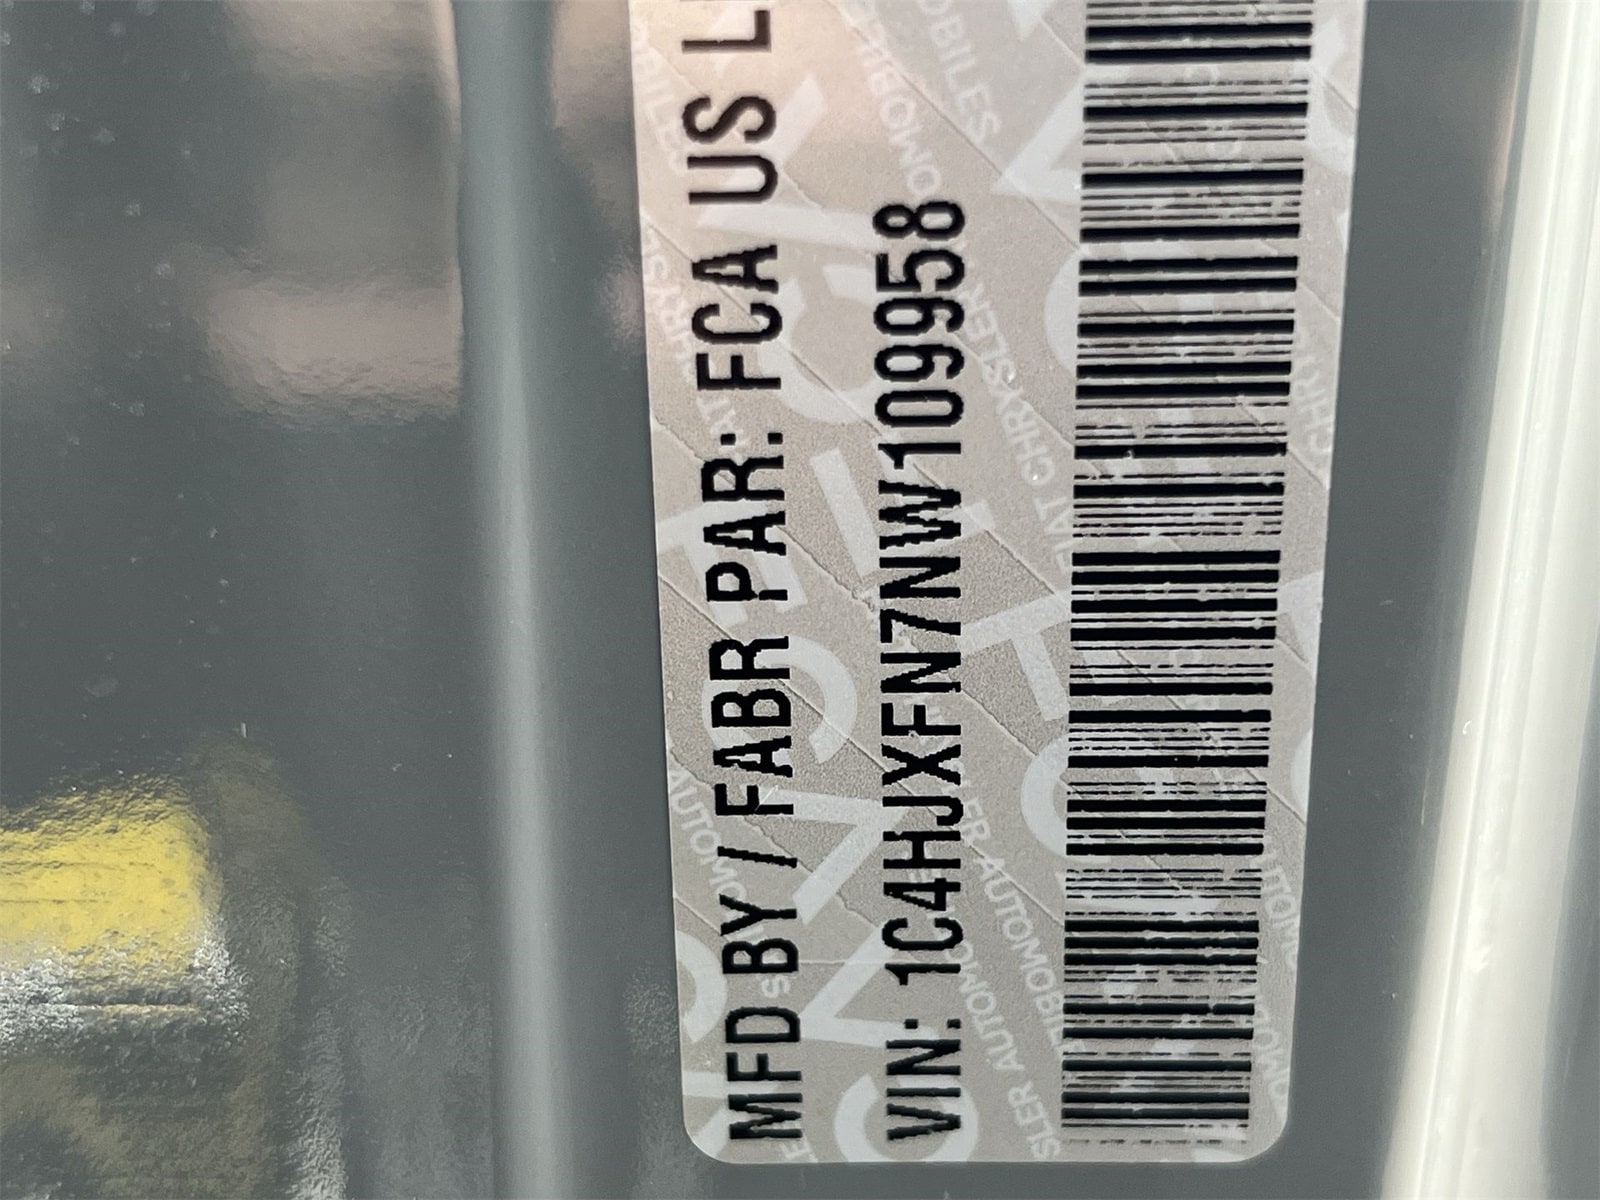 MFD BY / FABR PAR: FCA US L
VIN: 1C4HJXFN7NW109958